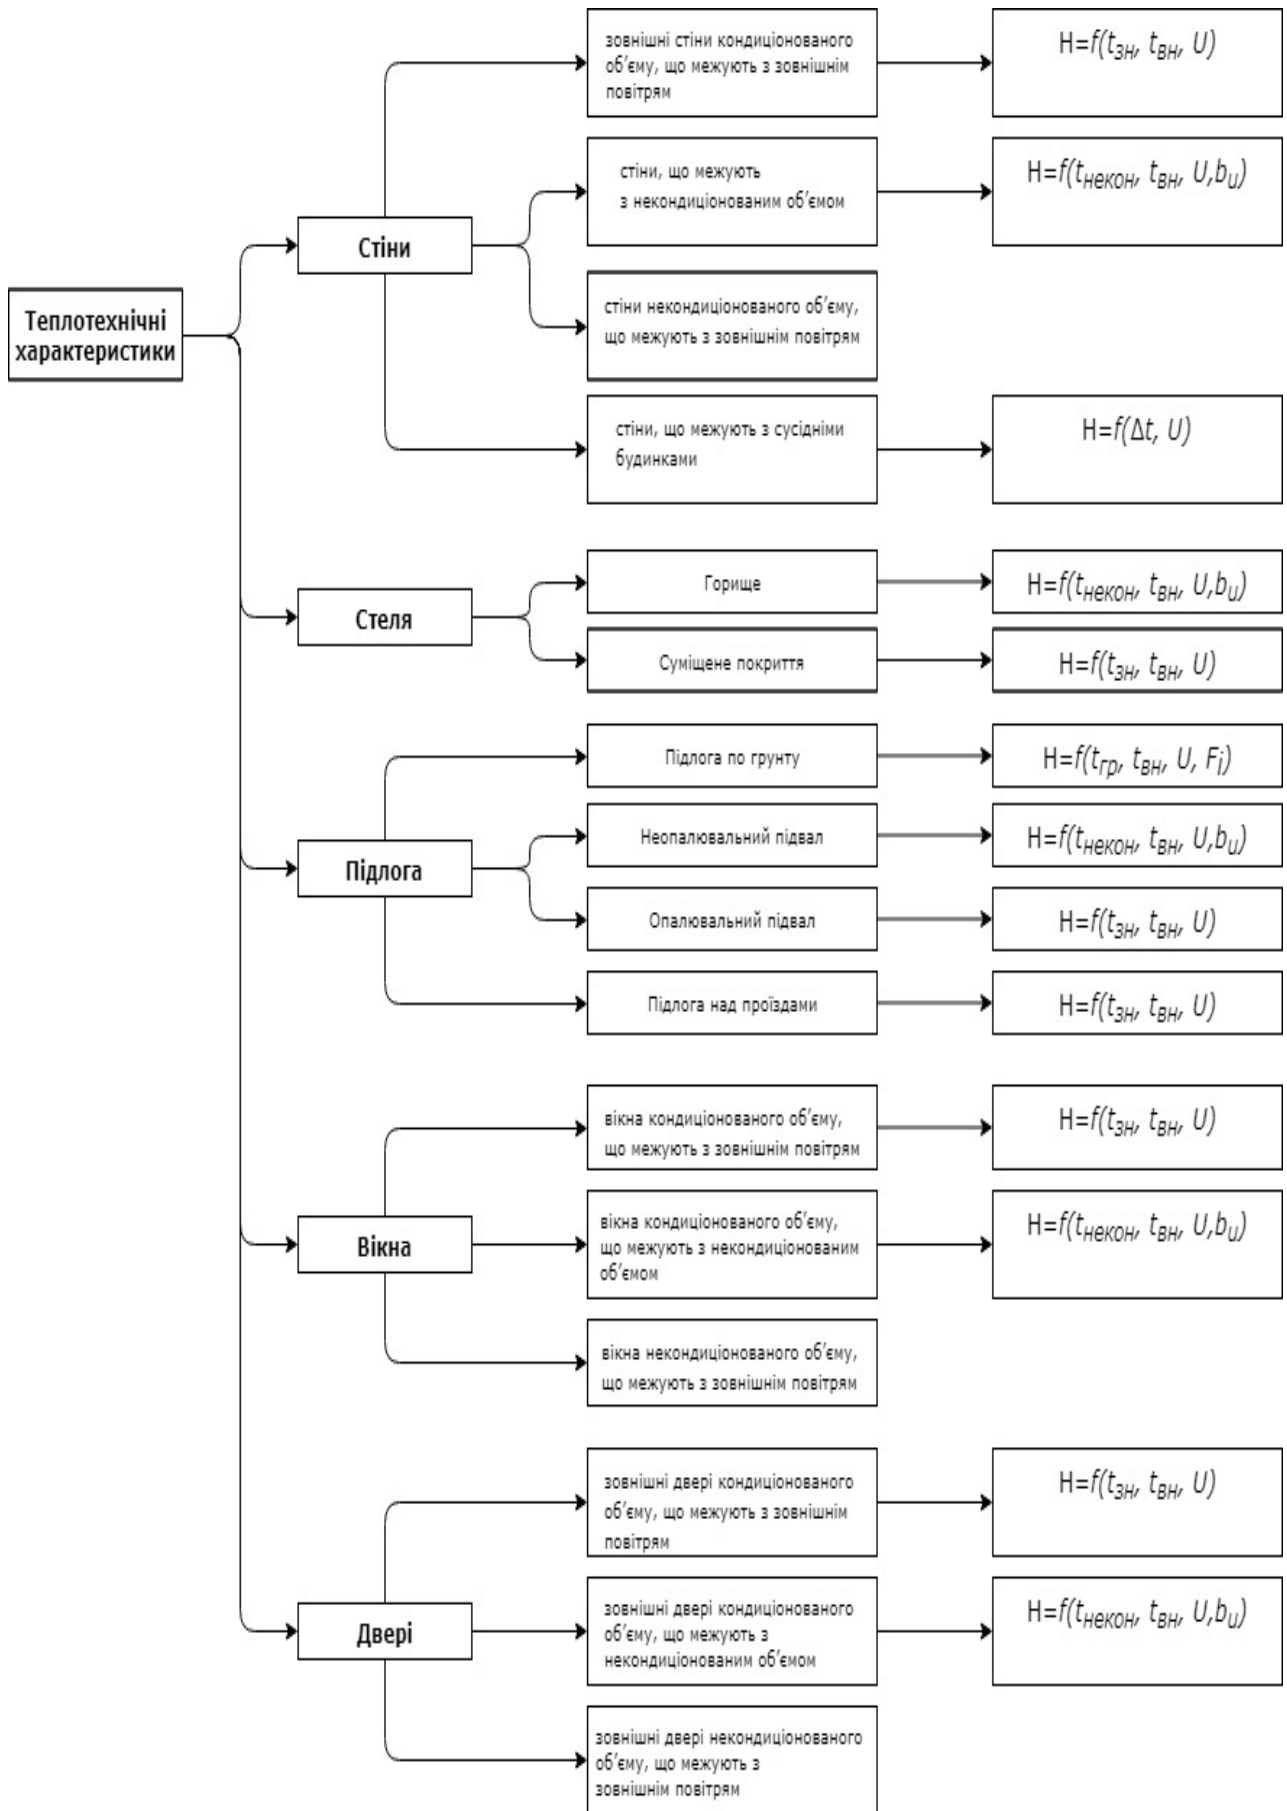 Теплотехнічні
характеристики
Стіни
зовнішні стіни кондиціонованого
об’єму, що межують з зовнішнім
повітрям
H=f(tзн, tвн, U)
стіни, що межують
з некондиціонованим об’ємом
H=f(tнекон, tвн, U,bu)
стіни некондиціонованого об’єму,
що межують з зовнішнім повітрям
стіни, що межують з сусідніми
будинками
H=f(Δt, U)
Стеля
Горище
H=f(tнекон, tвн, U,bu)
Суміщене покриття
H=f(tзн, tвн, U)
Підлога
Підлога по грунту
H=f(tгр, tвн, U, Fi)
Неопалювальний підвал
H=f(tнекон, tвн, U,bu)
Опалювальний підвал
H=f(tзн, tвн, U)
Підлога над проїздами
H=f(tзн, tвн, U)
Вікна
вікна кондиціонованого об’єму,
що межують з зовнішнім повітрям
H=f(tзн, tвн, U)
вікна кондиціонованого об’єму,
що межують з некондиціонованим
об’ємом
H=f(tнекон, tвн, U,bu)
вікна некондиціонованого об’єму,
що межують з зовнішнім повітрям
Двері
зовнішні двері кондиціонованого
об’єму, що межують з зовнішнім
повітрям
H=f(tзн, tвн, U)
зовнішні двері кондиціонованого
об’єму, що межують з
некондиціонованим об’ємом
H=f(tнекон, tвн, U,bu)
зовнішні двері некондиціонованого
об’єму, що межують з
зовнішнім повітрям